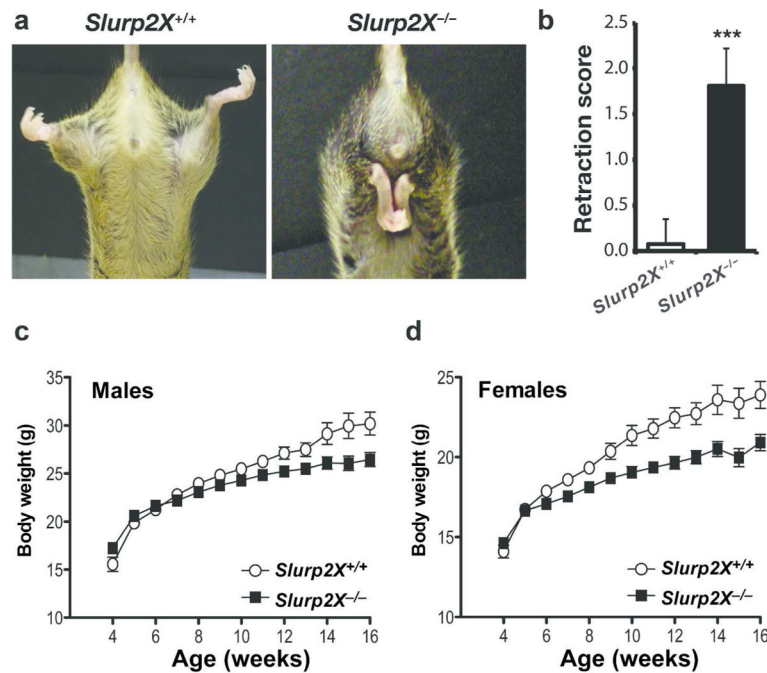 a
Slurp2X+/+
Slurp2X–/–
b
Retraction score
2.5
2.0
1.5
1.0
0.5
0.0
***
Slurp2X+/+
Slurp2X–/–
c
Males
Body weight (g)
35
30
25
20
15
10
4 6 8 10 12 14 16
Age (weeks)
Slurp2X+/+
Slurp2X–/–
d
Females
Body weight (g)
25
20
15
10
4 6 8 10 12 14 16
Age (weeks)
Slurp2X+/+
Slurp2X–/–